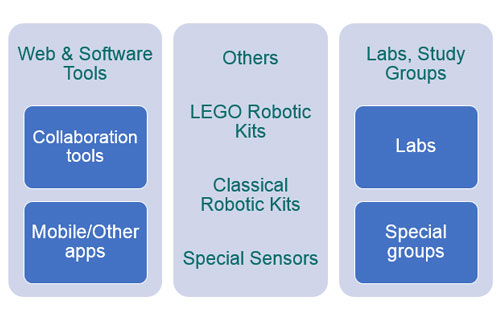 Web & Software
Tools
Collaboration
tools
Mobile/Other
apps
Others
LEGO Robotic
Kits
Classical
Robotic Kits
Special Sensors
Labs, Study
Groups
Labs
Special
groups